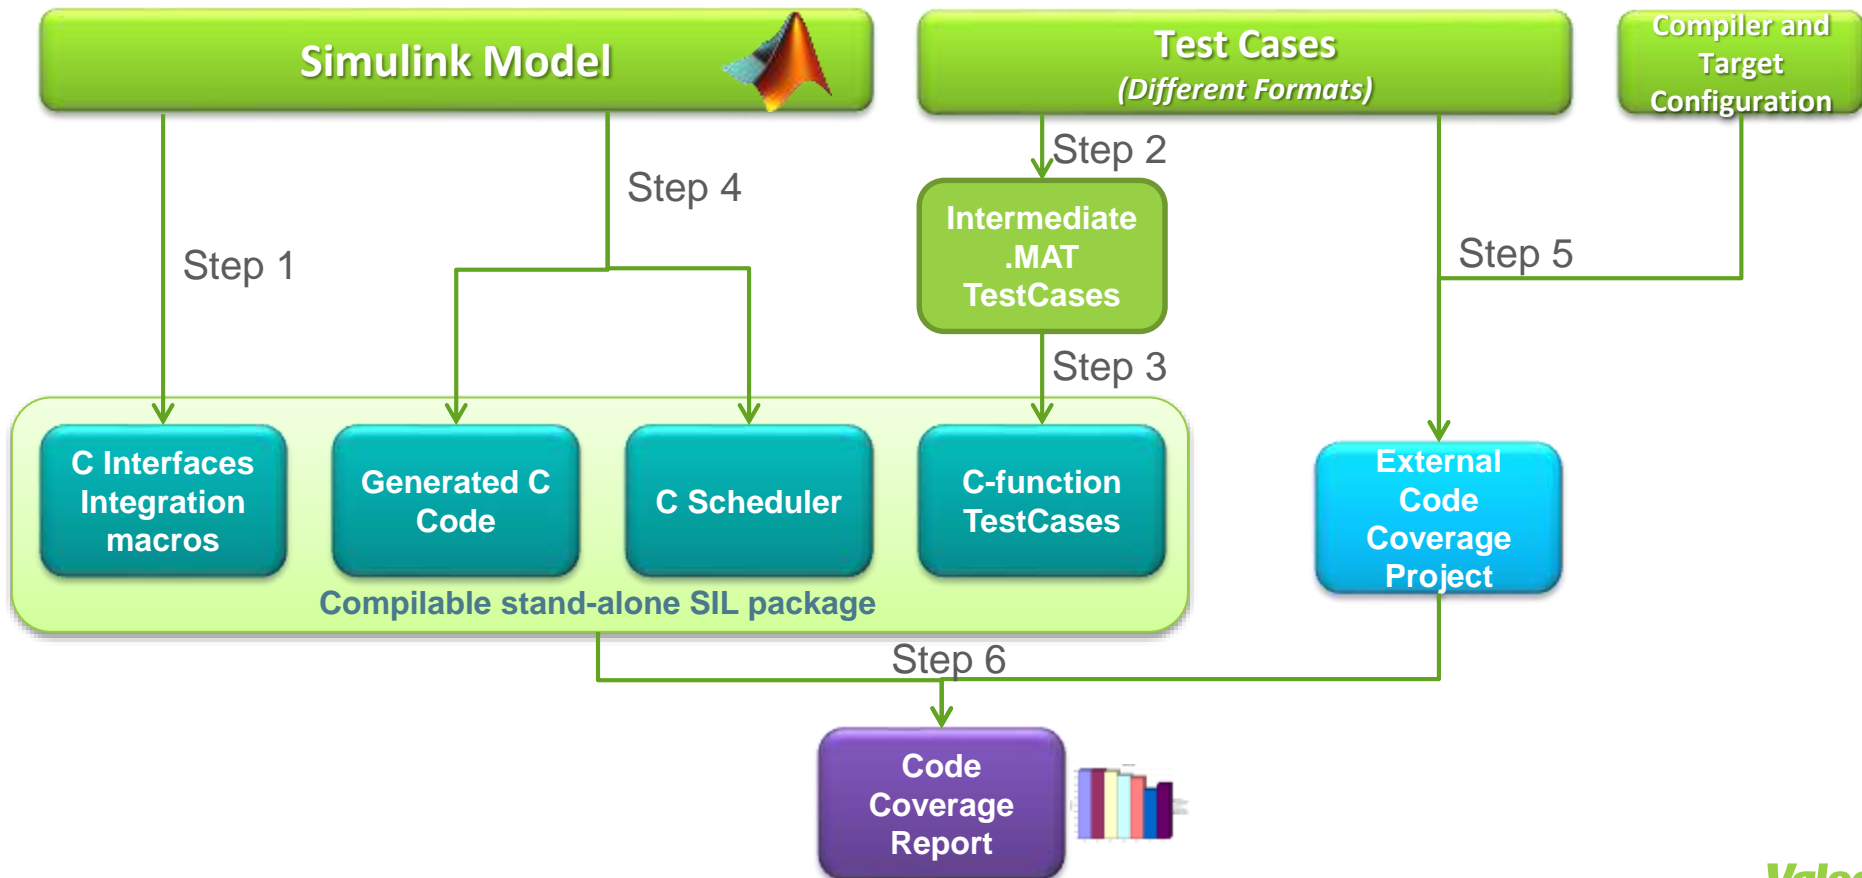 Simulink Model
Test Cases
(Different Formats)
Compiler and
Target
Configuration
Step 2
Step 4
Intermediate
.MAT
TestCases
Step 1
Step 5
Step 3
C Interfaces
Integration
macros
Generated C
Code
C Scheduler
C-function
TestCases
External
Code
Coverage
Project
Compilable stand-alone SIL package
Step 6
Code
Coverage
Report